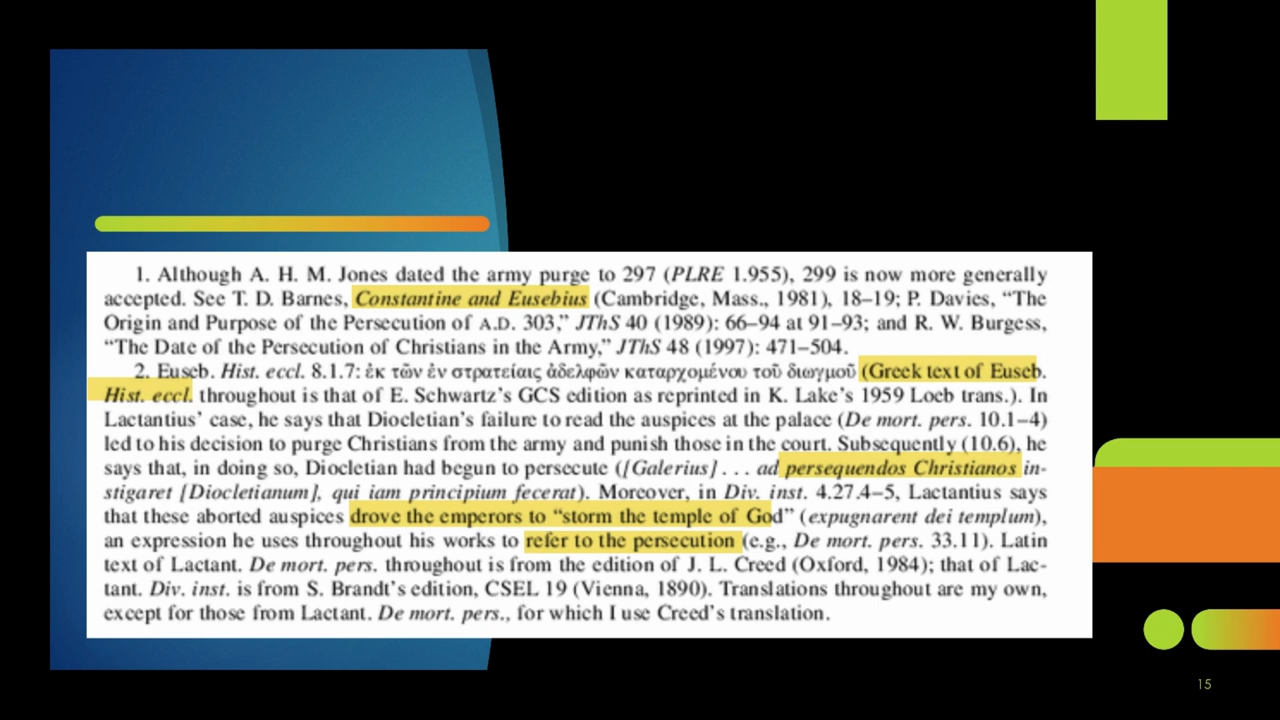 1. Although A. H. M. Jones dated the army purge to 297 (PLRE 1.955), 299 is now more generally
accepted. See T. D. Barnes, Constantine and Eusebius (Cambridge, Mass., 1981), 18–19; P. Davies, “The
Origin and Purpose of the Persecution of A.D. 303,” JThS 40 (1989): 66–94 at 91–93; and R. W. Burgess,
“The Date of the Persecution of Christians in the Army,” JThS 48 (1997): 471–504.
2. Euseb. Hist. eccl. 8.1.7: ἐκ τῶν ἐν στρατείαις ἀδελφῶν καταρχομένου τοῦ διωγμοῦ (Greek text of Euseb.
Hist. eccl. throughout is that of E. Schwartz’s GCS edition as reprinted in K. Lake’s 1959 Loeb trans.). In
Lactantius’ case, he says that Diocletian’s failure to read the auspices at the palace (De mort. pers. 10.1–4)
led to his decision to purge Christians from the army and punish those in the court. Subsequently (10.6), he
says that, in doing so, Diocletian had begun to persecute ([Galerius] . . . ad persequendos Christianos in-
stigaret [Diocletianum], qui iam principium fecerat). Moreover, in Div. inst. 4.27.4–5, Lactantius says
that these aborted auspices drove the emperors to “storm the temple of God” (expugnarent dei templum),
an expression he uses throughout his works to refer to the persecution (e.g., De mort. pers. 33.11). Latin
text of Lactant. De mort. pers. throughout is from the edition of J. L. Creed (Oxford, 1984); that of Lac-
tant. Div. inst. is from S. Brandt’s edition, CSEL 19 (Vienna, 1890). Translations throughout are my own,
except for those from Lactant. De mort. pers., for which I use Creed’s translation.
15